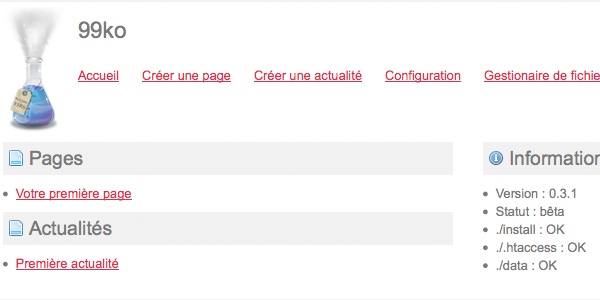 99ko
Accueil Créer une page Créer une actualité Configuration Gestionaire de fichie
Pages
Votre première page
Actualités
Première actualité
Information
Version : 0.3.1
Statut : bêta
./install : OK
./.htaccess : OK
./data : OK